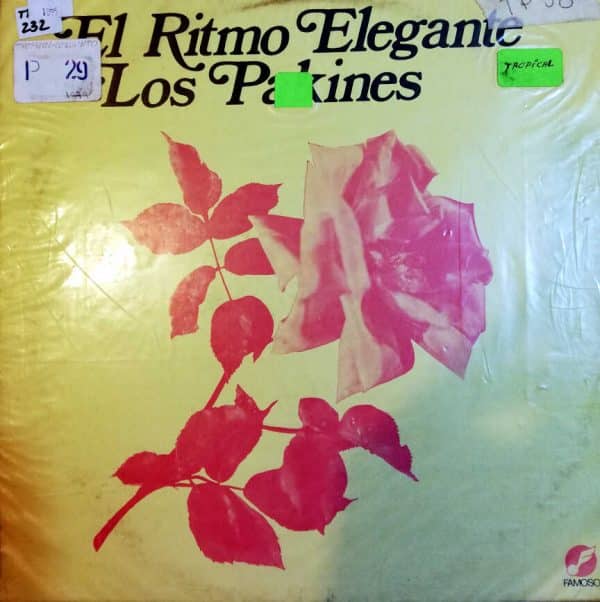 232
El Ritmo Elegante
P 29
Los Pakines
TROPICAL
FAMOSO